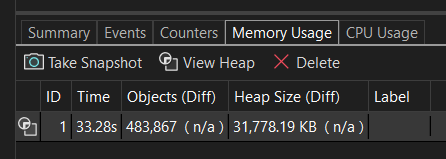 Summary Events Counters Memory Usage CPU Usage
Take Snapshot View Heap Delete
ID Time Objects (Diff) Heap Size (Diff) Label
1 33.28s 483,867 (n/a) 31,778.19 KB (n/a)